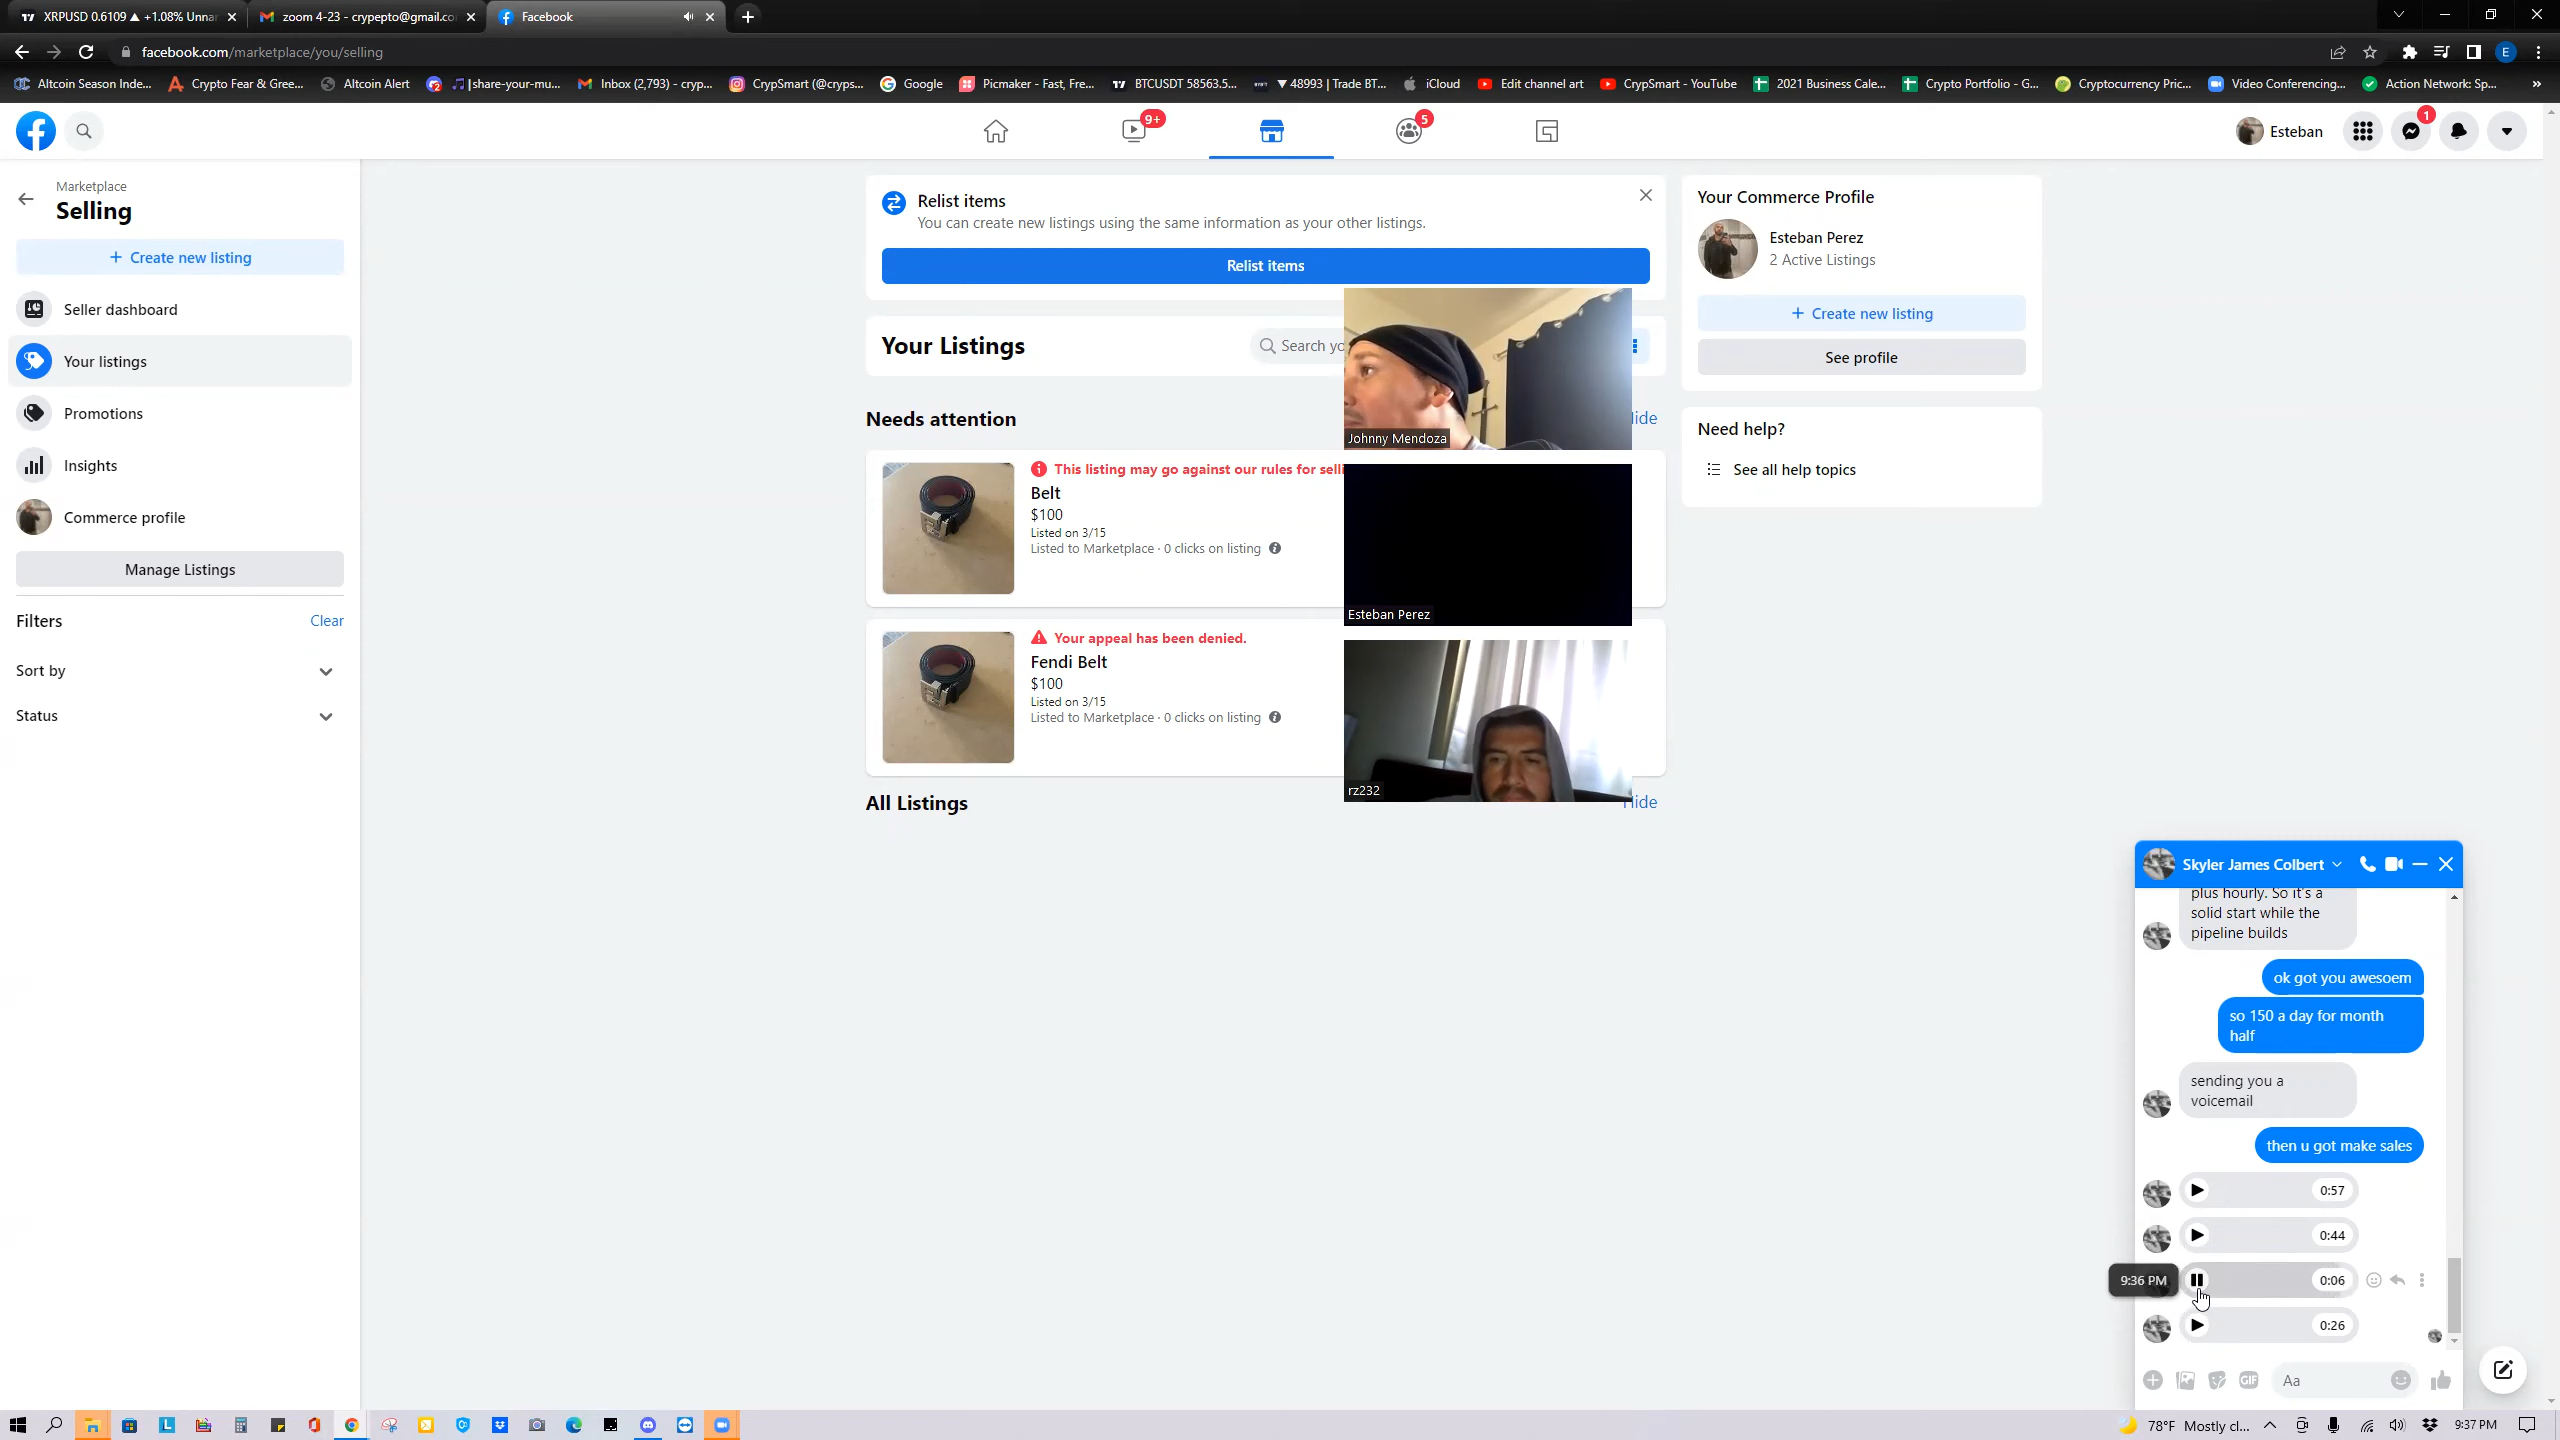 XRPUSD 0.6109 ▲ +1.08% Unnar
zoom 4-23 - crypepto@gmail.co
Facebook
facebook.com/marketplace/you/selling
Altcoin Season Inde...
Crypto Fear & Gree...
Altcoin Alert
|share-your-mu...
Inbox (2,793) - cryp...
CrypSmart (@cryps...
Google
Picmaker - Fast, Fre...
BTCUSDT 58563.5...
▼ 48993 | Trade BT...
iCloud
Edit channel art
CrypSmart - YouTube
2021 Business Cale...
Crypto Portfolio - G...
Cryptocurrency Pric...
Video Conferencing...
Action Network: Sp...
9+
5
Esteban
1
Marketplace
Selling
+ Create new listing
Seller dashboard
Your listings
Promotions
Insights
Commerce profile
Manage Listings
Filters
Clear
Sort by
Status
Relist items
You can create new listings using the same information as your other listings.
Relist items
Your Listings
Search yo
Needs attention
ide
This listing may go against our rules for selli
Belt
$100
Listed on 3/15
Listed to Marketplace · 0 clicks on listing
Your appeal has been denied.
Fendi Belt
$100
Listed on 3/15
Listed to Marketplace · 0 clicks on listing
All Listings
Hide
Johnny Mendoza
Esteban Perez
rz232
Your Commerce Profile
Esteban Perez
2 Active Listings
+ Create new listing
See profile
Need help?
See all help topics
Skyler James Colbert
plus hourly. So it's a
solid start while the
pipeline builds
ok got you awesoem
so 150 a day for month
half
sending you a
voicemail
then u got make sales
0:57
0:44
9:36 PM
0:06
0:26
GIF
Aa
78°F Mostly cl...
9:37 PM